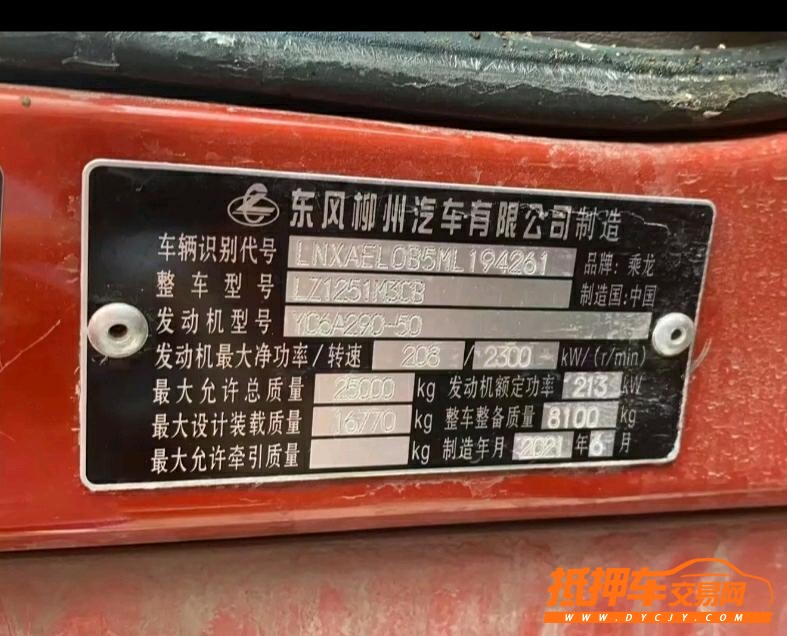 东风柳州汽车有限公司制造
车辆识别代号 LNXAEL0B5ML194261 品牌:乘龙
整车型号 LZ1251M3CB 制造国:中国
发动机型号 YC6A290-50
发动机最大净功率/转速 208 / 2300 kW/(r/min)
最大允许总质量 25000 kg 发动机额定功率 213 kW
最大设计装载质量 16770 kg 整车整备质量 8100 kg
最大允许牵引质量 kg 制造年月 2021 年 6 月
抵押车交易网
WWW.DYCJY.COM